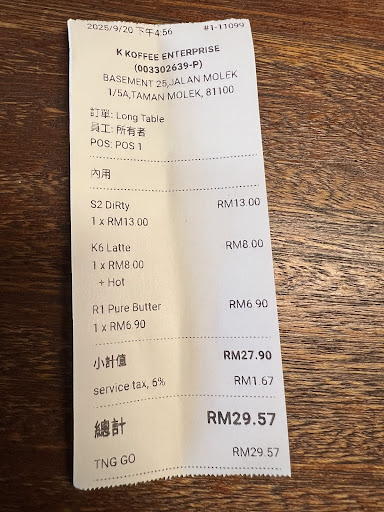 2025/9/20 下午4:56 #1-11099
K KOFFEE ENTERPRISE
(003302639-P)
BASEMENT 25,JALAN MOLEK
1/5A,TAMAN MOLEK, 81100
訂單: Long Table
員工: 所有者
POS: POS 1
內用
S2 DiRty RM13.00
1 x RM13.00
K6 Latte RM8.00
1 x RM8.00
+ Hot
R1 Pure Butter RM6.90
1 x RM6.90
小計值 RM27.90
service tax, 6% RM1.67
總計 RM29.57
TNG GO RM29.57